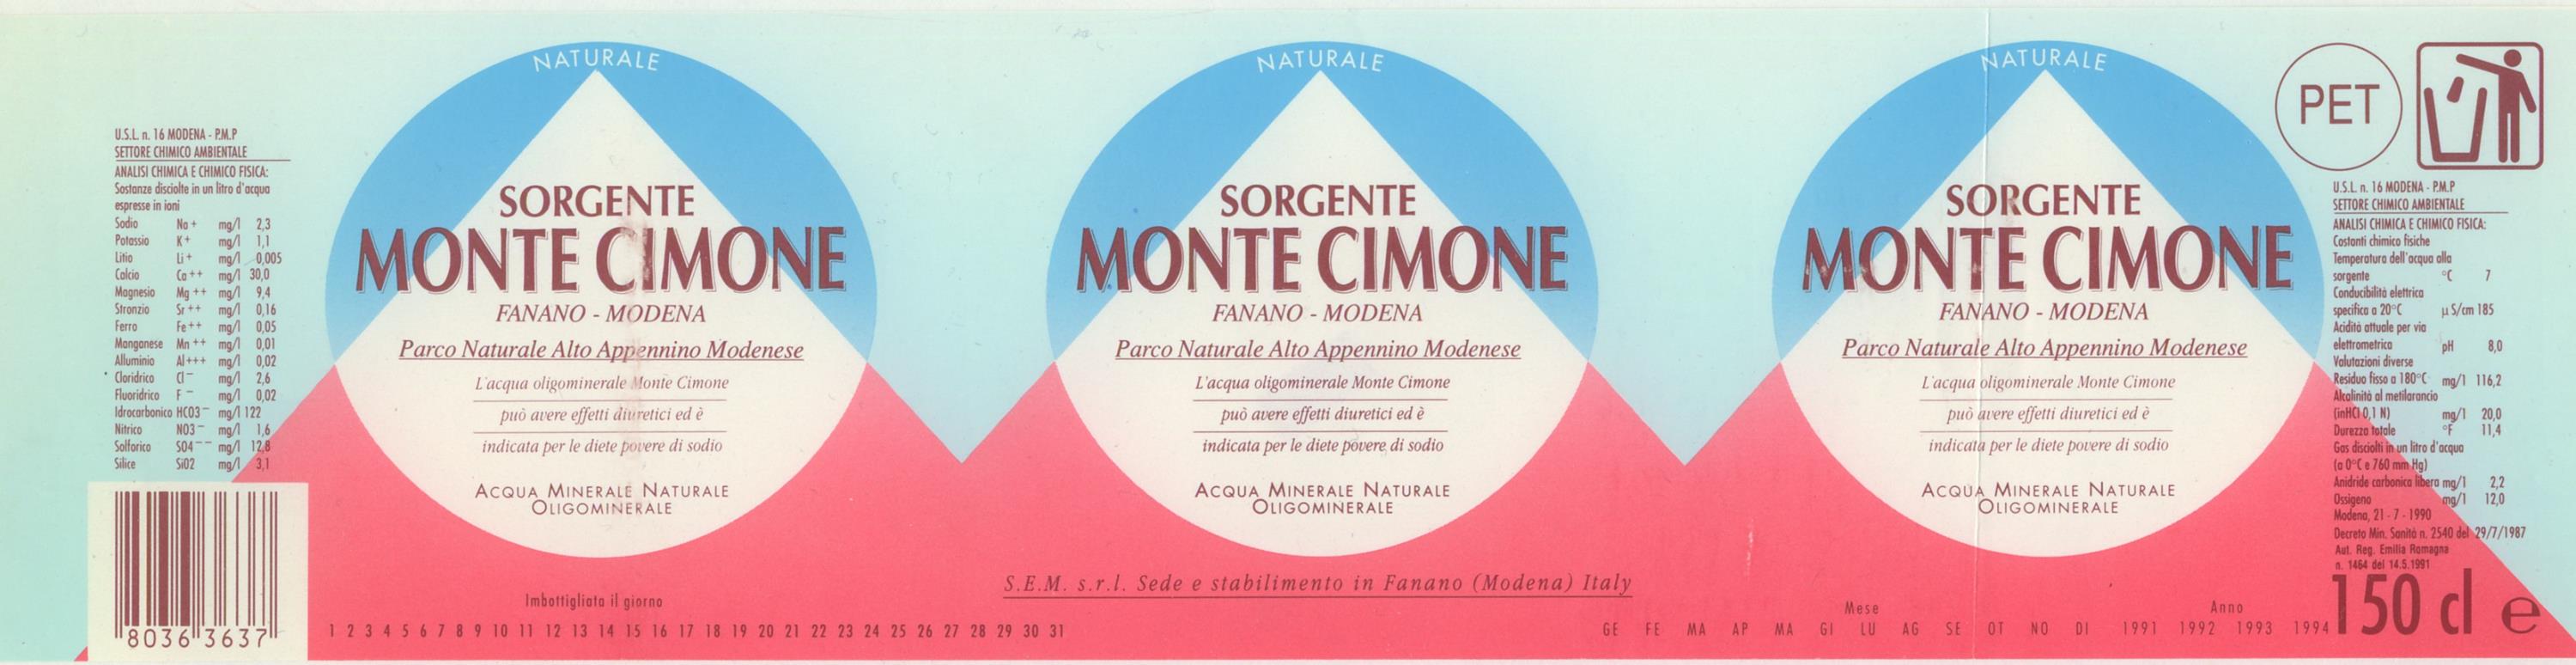 U.S.L. n. 16 MODENA - P.M.P
SETTORE CHIMICO AMBIENTALE
ANALISI CHIMICA E CHIMICO FISICA:
Sostanze disciolte in un litro d'acqua
espresse in ioni
Sodio Na+ mg/l 2,3
Potassio K+ mg/l 1,1
Litio Li+ mg/l 0,005
Calcio Ca++ mg/l 30,0
Magnesio Mg++ mg/l 9,4
Stronzio Sr++ mg/l 0,16
Ferro Fe++ mg/l 0,05
Manganese Mn++ mg/l 0,01
Alluminio Al+++ mg/l 0,02
Cloridrico Cl- mg/l 2,6
Fluoridrico F- mg/l 0,02
Idrocarbonico HCO3- mg/l 122
Nitrico NO3- mg/l 1,6
Solforico SO4-- mg/l 12,8
Silice SiO2 mg/l 3,1
8036 3637
NATURALE
SORGENTE
MONTE CIMONE
FANANO - MODENA
Parco Naturale Alto Appennino Modenese
L'acqua oligominerale Monte Cimone
può avere effetti diuretici ed è
indicata per le diete povere di sodio
ACQUA MINERALE NATURALE
OLIGOMINERALE
Imbottigliata il giorno
1 2 3 4 5 6 7 8 9 10 11 12 13 14 15 16 17 18 19 20 21 22 23 24 25 26 27 28 29 30 31
NATURALE
SORGENTE
MONTE CIMONE
FANANO - MODENA
Parco Naturale Alto Appennino Modenese
L'acqua oligominerale Monte Cimone
può avere effetti diuretici ed è
indicata per le diete povere di sodio
ACQUA MINERALE NATURALE
OLIGOMINERALE
S.E.M. s.r.l. Sede e stabilimento in Fanano (Modena) Italy
NATURALE
SORGENTE
MONTE CIMONE
FANANO - MODENA
Parco Naturale Alto Appennino Modenese
L'acqua oligominerale Monte Cimone
può avere effetti diuretici ed è
indicata per le diete povere di sodio
ACQUA MINERALE NATURALE
OLIGOMINERALE
Mese Anno
GE FE MA AP MA GI LU AG SE OT NO DI 1991 1992 1993 1994
PET
U.S.L. n. 16 MODENA - P.M.P
SETTORE CHIMICO AMBIENTALE
ANALISI CHIMICA E CHIMICO FISICA:
Costanti chimico fisiche
Temperatura dell'acqua alla
sorgente °C 7
Conducibilità elettrica
specifica a 20°C µS/cm 185
Acidità attuale per via
elettrometrica pH 8,0
Valutazioni diverse
Residuo fisso a 180°C mg/l 116,2
Alcalinità al metilarancio
(inHCl 0,1 N) mg/l 20,0
Durezza totale °F 11,4
Gas disciolti in un litro d'acqua
(a 0°C e 760 mm Hg)
Anidride carbonica libera mg/l 2,2
Ossigeno mg/l 12,0
Modena, 21 - 7 - 1990
Decreto Min. Sanità n. 2540 del 29/7/1987
Aut. Reg. Emilia Romagna
n. 1464 del 14.5.1991
150 cl e